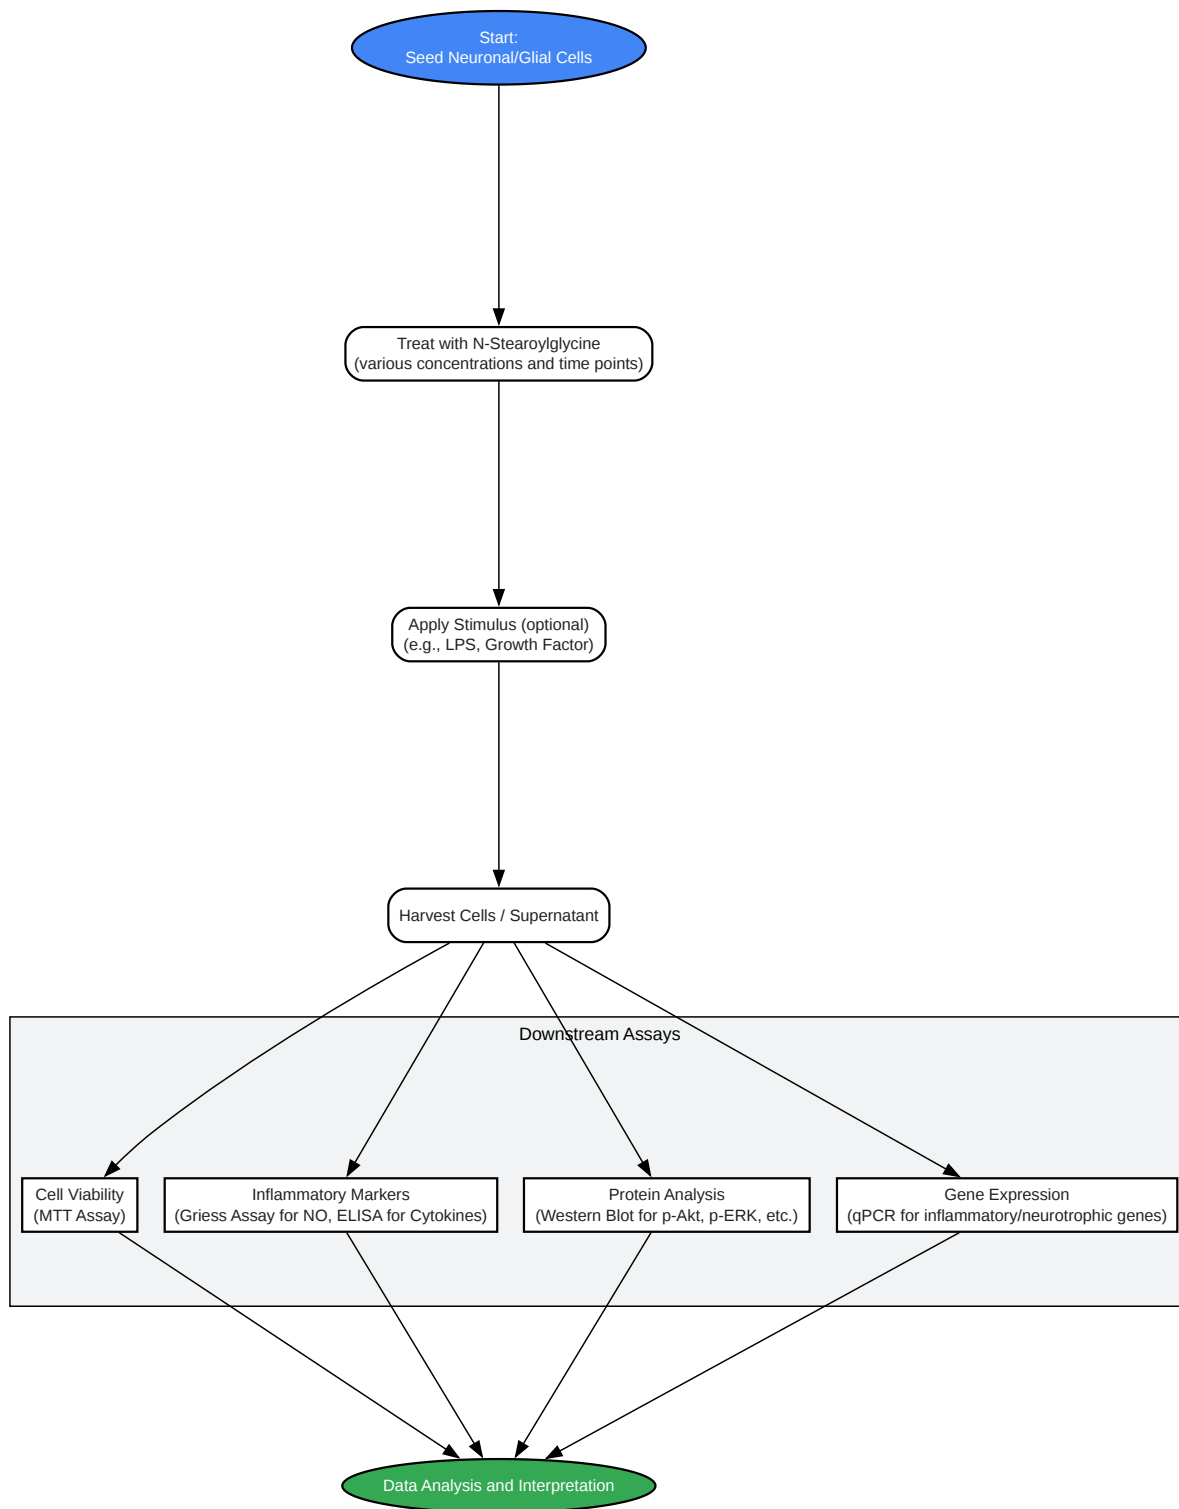 Start:
Seed Neuronal/Glial Cells
Treat with N-Stearoylglycine
(various concentrations and time points)
Apply Stimulus (optional)
(e.g., LPS, Growth Factor)
Harvest Cells / Supernatant
Downstream Assays
Cell Viability
(MTT Assay)
Inflammatory Markers
(Griess Assay for NO, ELISA for Cytokines)
Protein Analysis
(Western Blot for p-Akt, p-ERK, etc.)
Gene Expression
(qPCR for inflammatory/neurotrophic genes)
Data Analysis and Interpretation